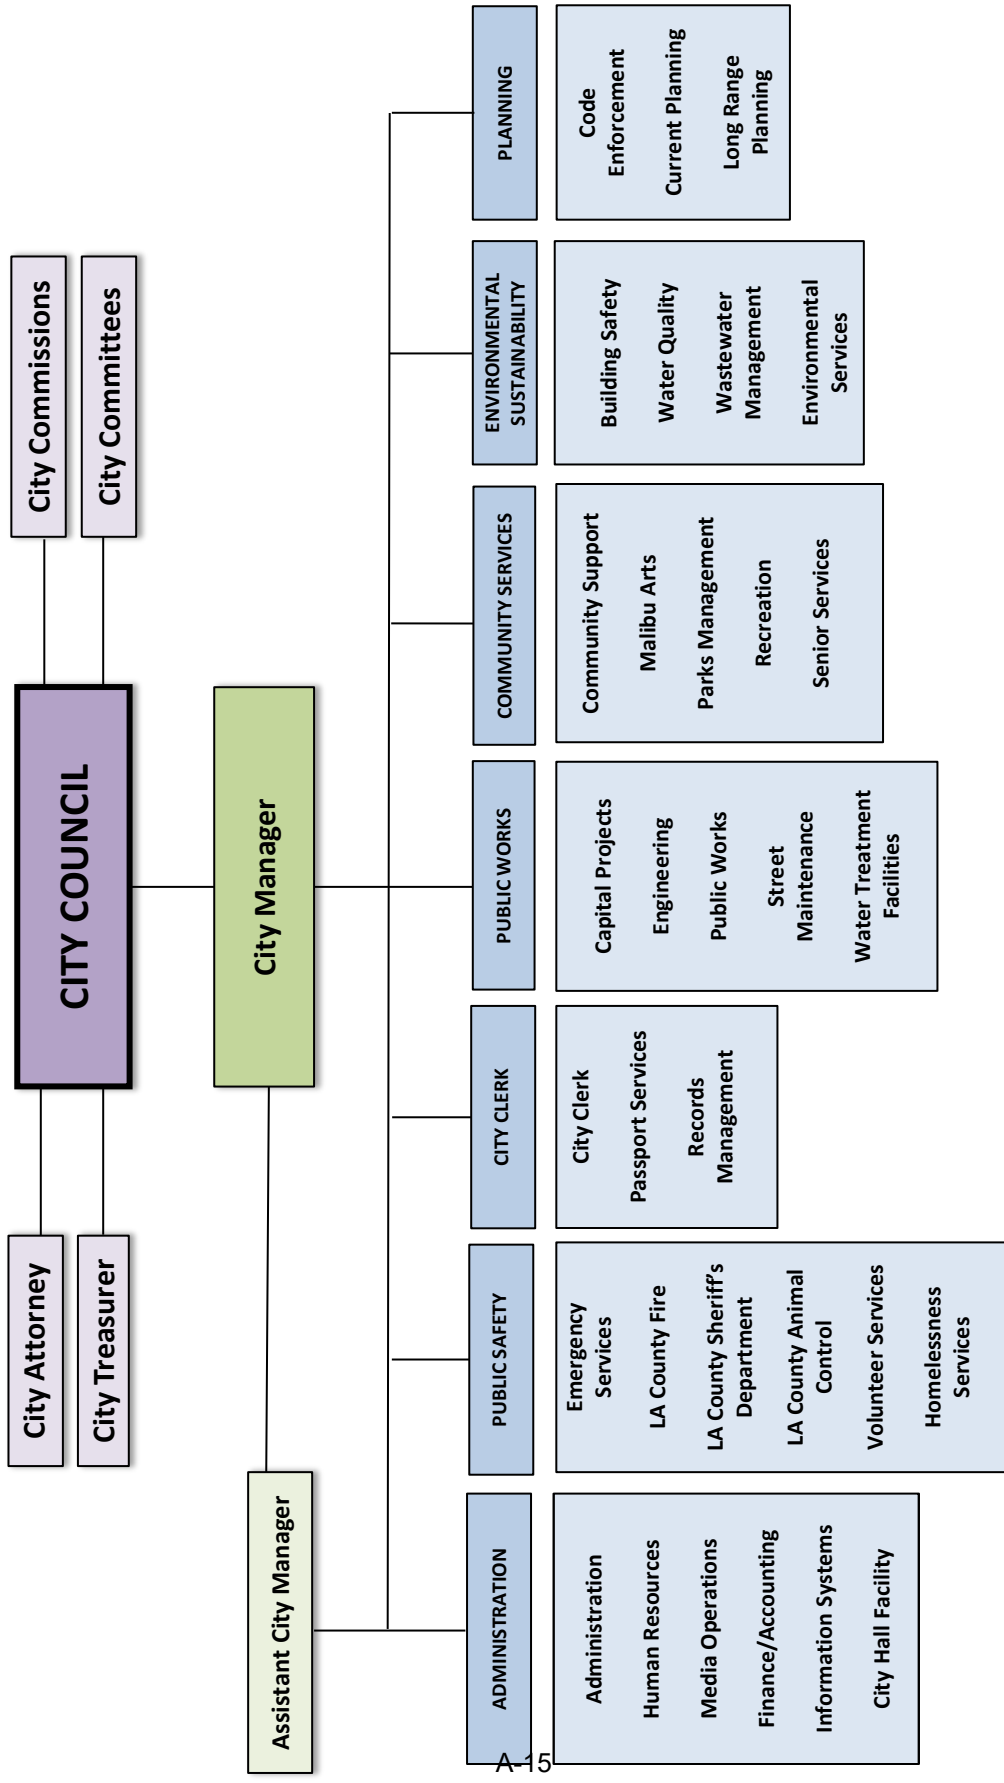 City Attorney
City Treasurer
CITY COUNCIL
City Commissions
City Committees
City Manager
Assistant City Manager
ADMINISTRATION
Administration
Human Resources
Media Operations
Finance/Accounting
Information Systems
City Hall Facility
PUBLIC SAFETY
Emergency
Services
LA County Fire
LA County Sheriff’s
Department
LA County Animal
Control
Volunteer Services
Homelessness
Services
CITY CLERK
City Clerk
Passport Services
Records
Management
PUBLIC WORKS
Capital Projects
Engineering
Public Works
Street
Maintenance
Water Treatment
Facilities
COMMUNITY SERVICES
Community Support
Malibu Arts
Parks Management
Recreation
Senior Services
ENVIRONMENTAL
SUSTAINABILITY
Building Safety
Water Quality
Wastewater
Management
Environmental
Services
PLANNING
Code
Enforcement
Current Planning
Long Range
Planning
A-15